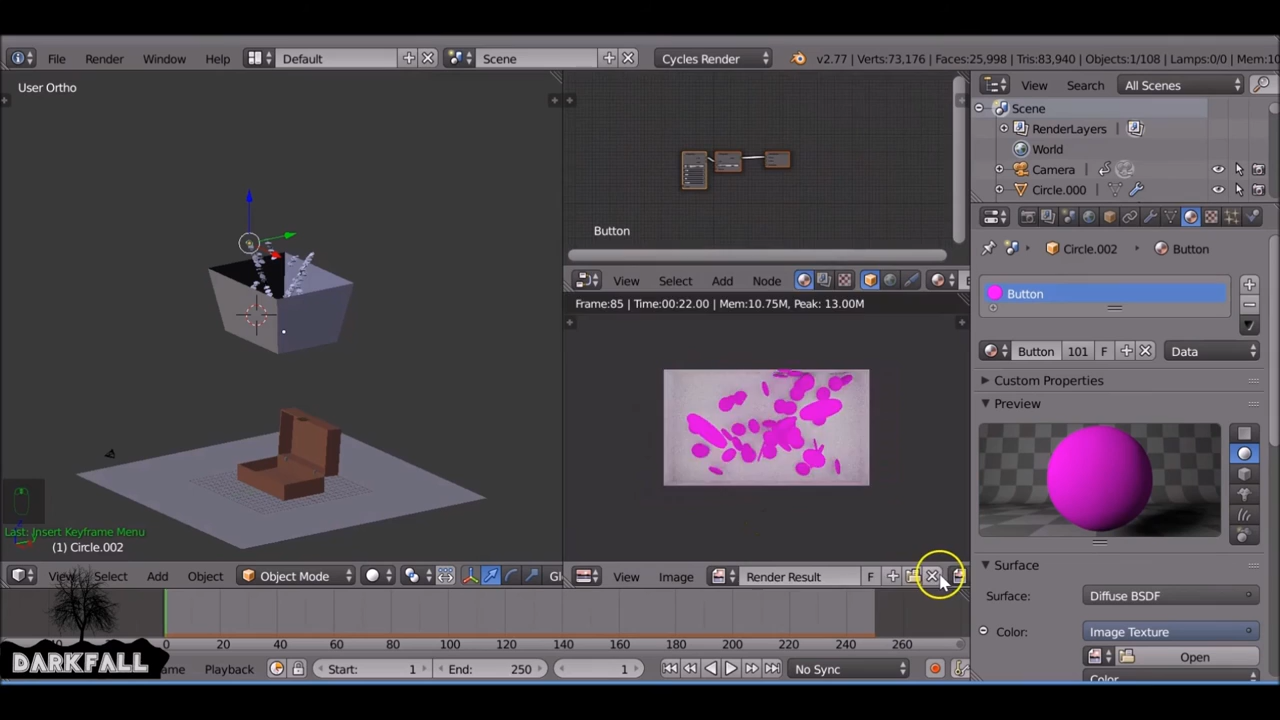 File Render Window Help Default Scene Cycles Render v2.77 | Verts:73,176 | Faces:25,998 | Tris:83,940 | Objects:1/108 | Lamps:0/0 | Mem:10
User Ortho
View Search All Scenes
Scene
RenderLayers
World
Camera
Circle.000
Button
Circle.002 Button
View Select Add Node
Button
Frame:85 | Time:00:22.00 | Mem:10.75M, Peak: 13.00M
Button 101 F Data
Custom Properties
Preview
Last: Insert Keyframe Menu
(1) Circle.002
Surface
View Select Add Object Object Mode View Image Render Result F
Surface: Diffuse BSDF
Color: Image Texture
0 20 40 60 80 100 120 140 160 180 200 220 240 260
Open
DARKFALL
Playback Start: 1 End: 250 1 No Sync
Color